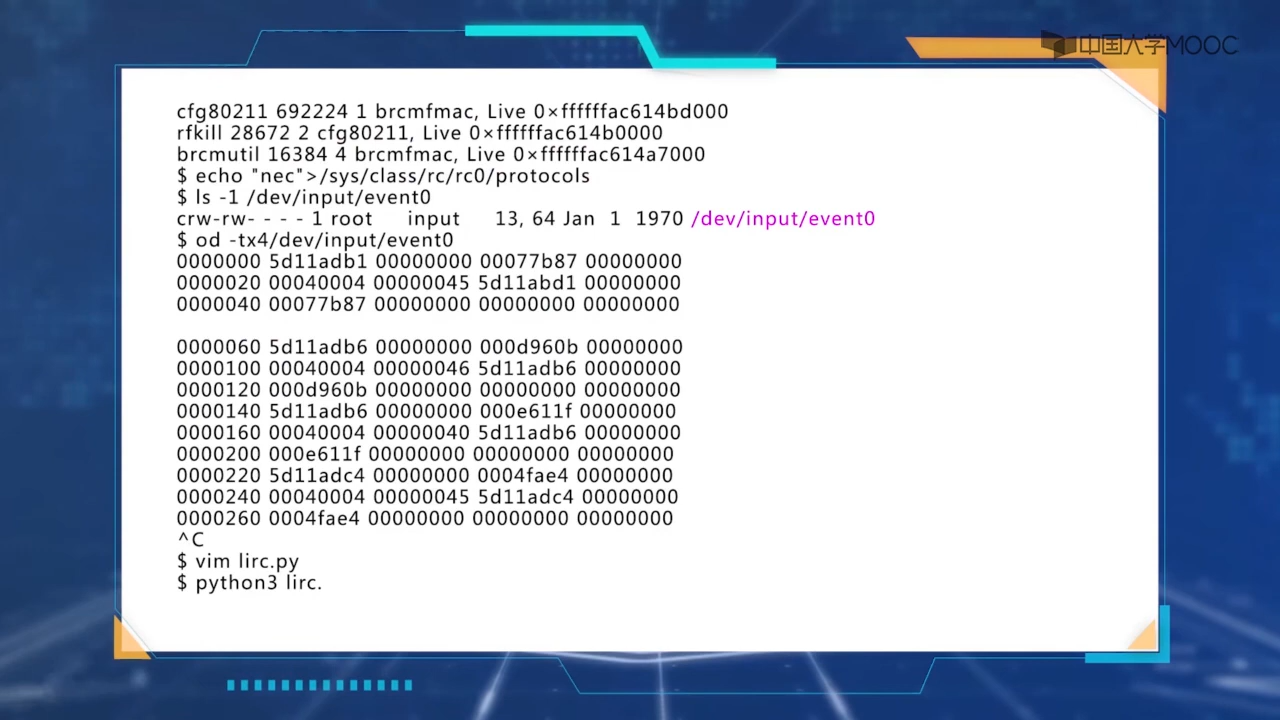 中国大学MOOC
cfg80211 692224 1 brcmfmac, Live 0×ffffffac614bd000
rfkill 28672 2 cfg80211, Live 0×ffffffac614b0000
brcmutil 16384 4 brcmfmac, Live 0×ffffffac614a7000
$ echo "nec">/sys/class/rc/rc0/protocols
$ ls -1 /dev/input/event0
crw-rw- - - - 1 root input 13, 64 Jan 1 1970 /dev/input/event0
$ od -tx4/dev/input/event0
0000000 5d11adb1 00000000 00077b87 00000000
0000020 00040004 00000045 5d11abd1 00000000
0000040 00077b87 00000000 00000000 00000000
0000060 5d11adb6 00000000 000d960b 00000000
0000100 00040004 00000046 5d11adb6 00000000
0000120 000d960b 00000000 00000000 00000000
0000140 5d11adb6 00000000 000e611f 00000000
0000160 00040004 00000040 5d11adb6 00000000
0000200 000e611f 00000000 00000000 00000000
0000220 5d11adc4 00000000 0004fae4 00000000
0000240 00040004 00000045 5d11adc4 00000000
0000260 0004fae4 00000000 00000000 00000000
^C
$ vim lirc.py
$ python3 lirc.